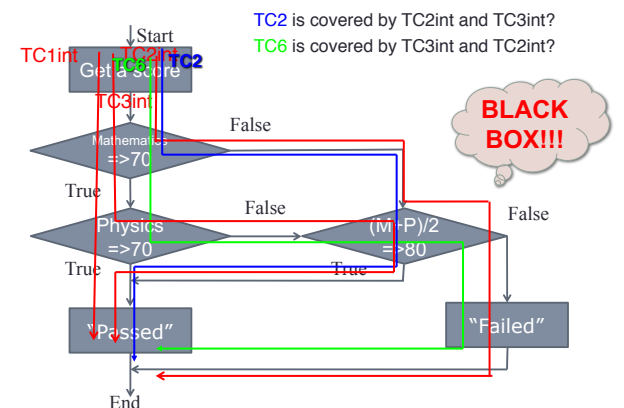 TC2 is covered by TC2int and TC3int?
TC6 is covered by TC3int and TC2int?
Start
TC1int
TC2int
TC6
TC2
Get a score
TC3int
BLACK
BOX!!!
Mathematics
=>70
False
True
Physics
=>70
False
(M+P)/2
=>80
False
True
True
"Passed"
"Failed"
End